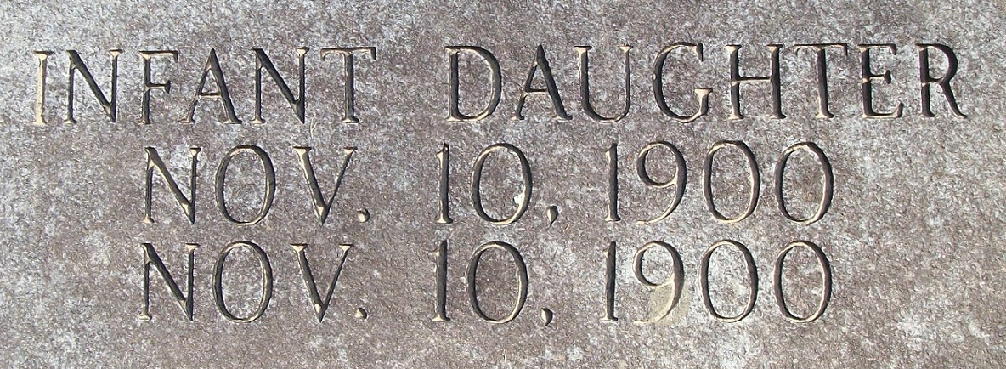 INFANT DAUGHTER
NOV. 10, 1900
NOV. 10, 1900